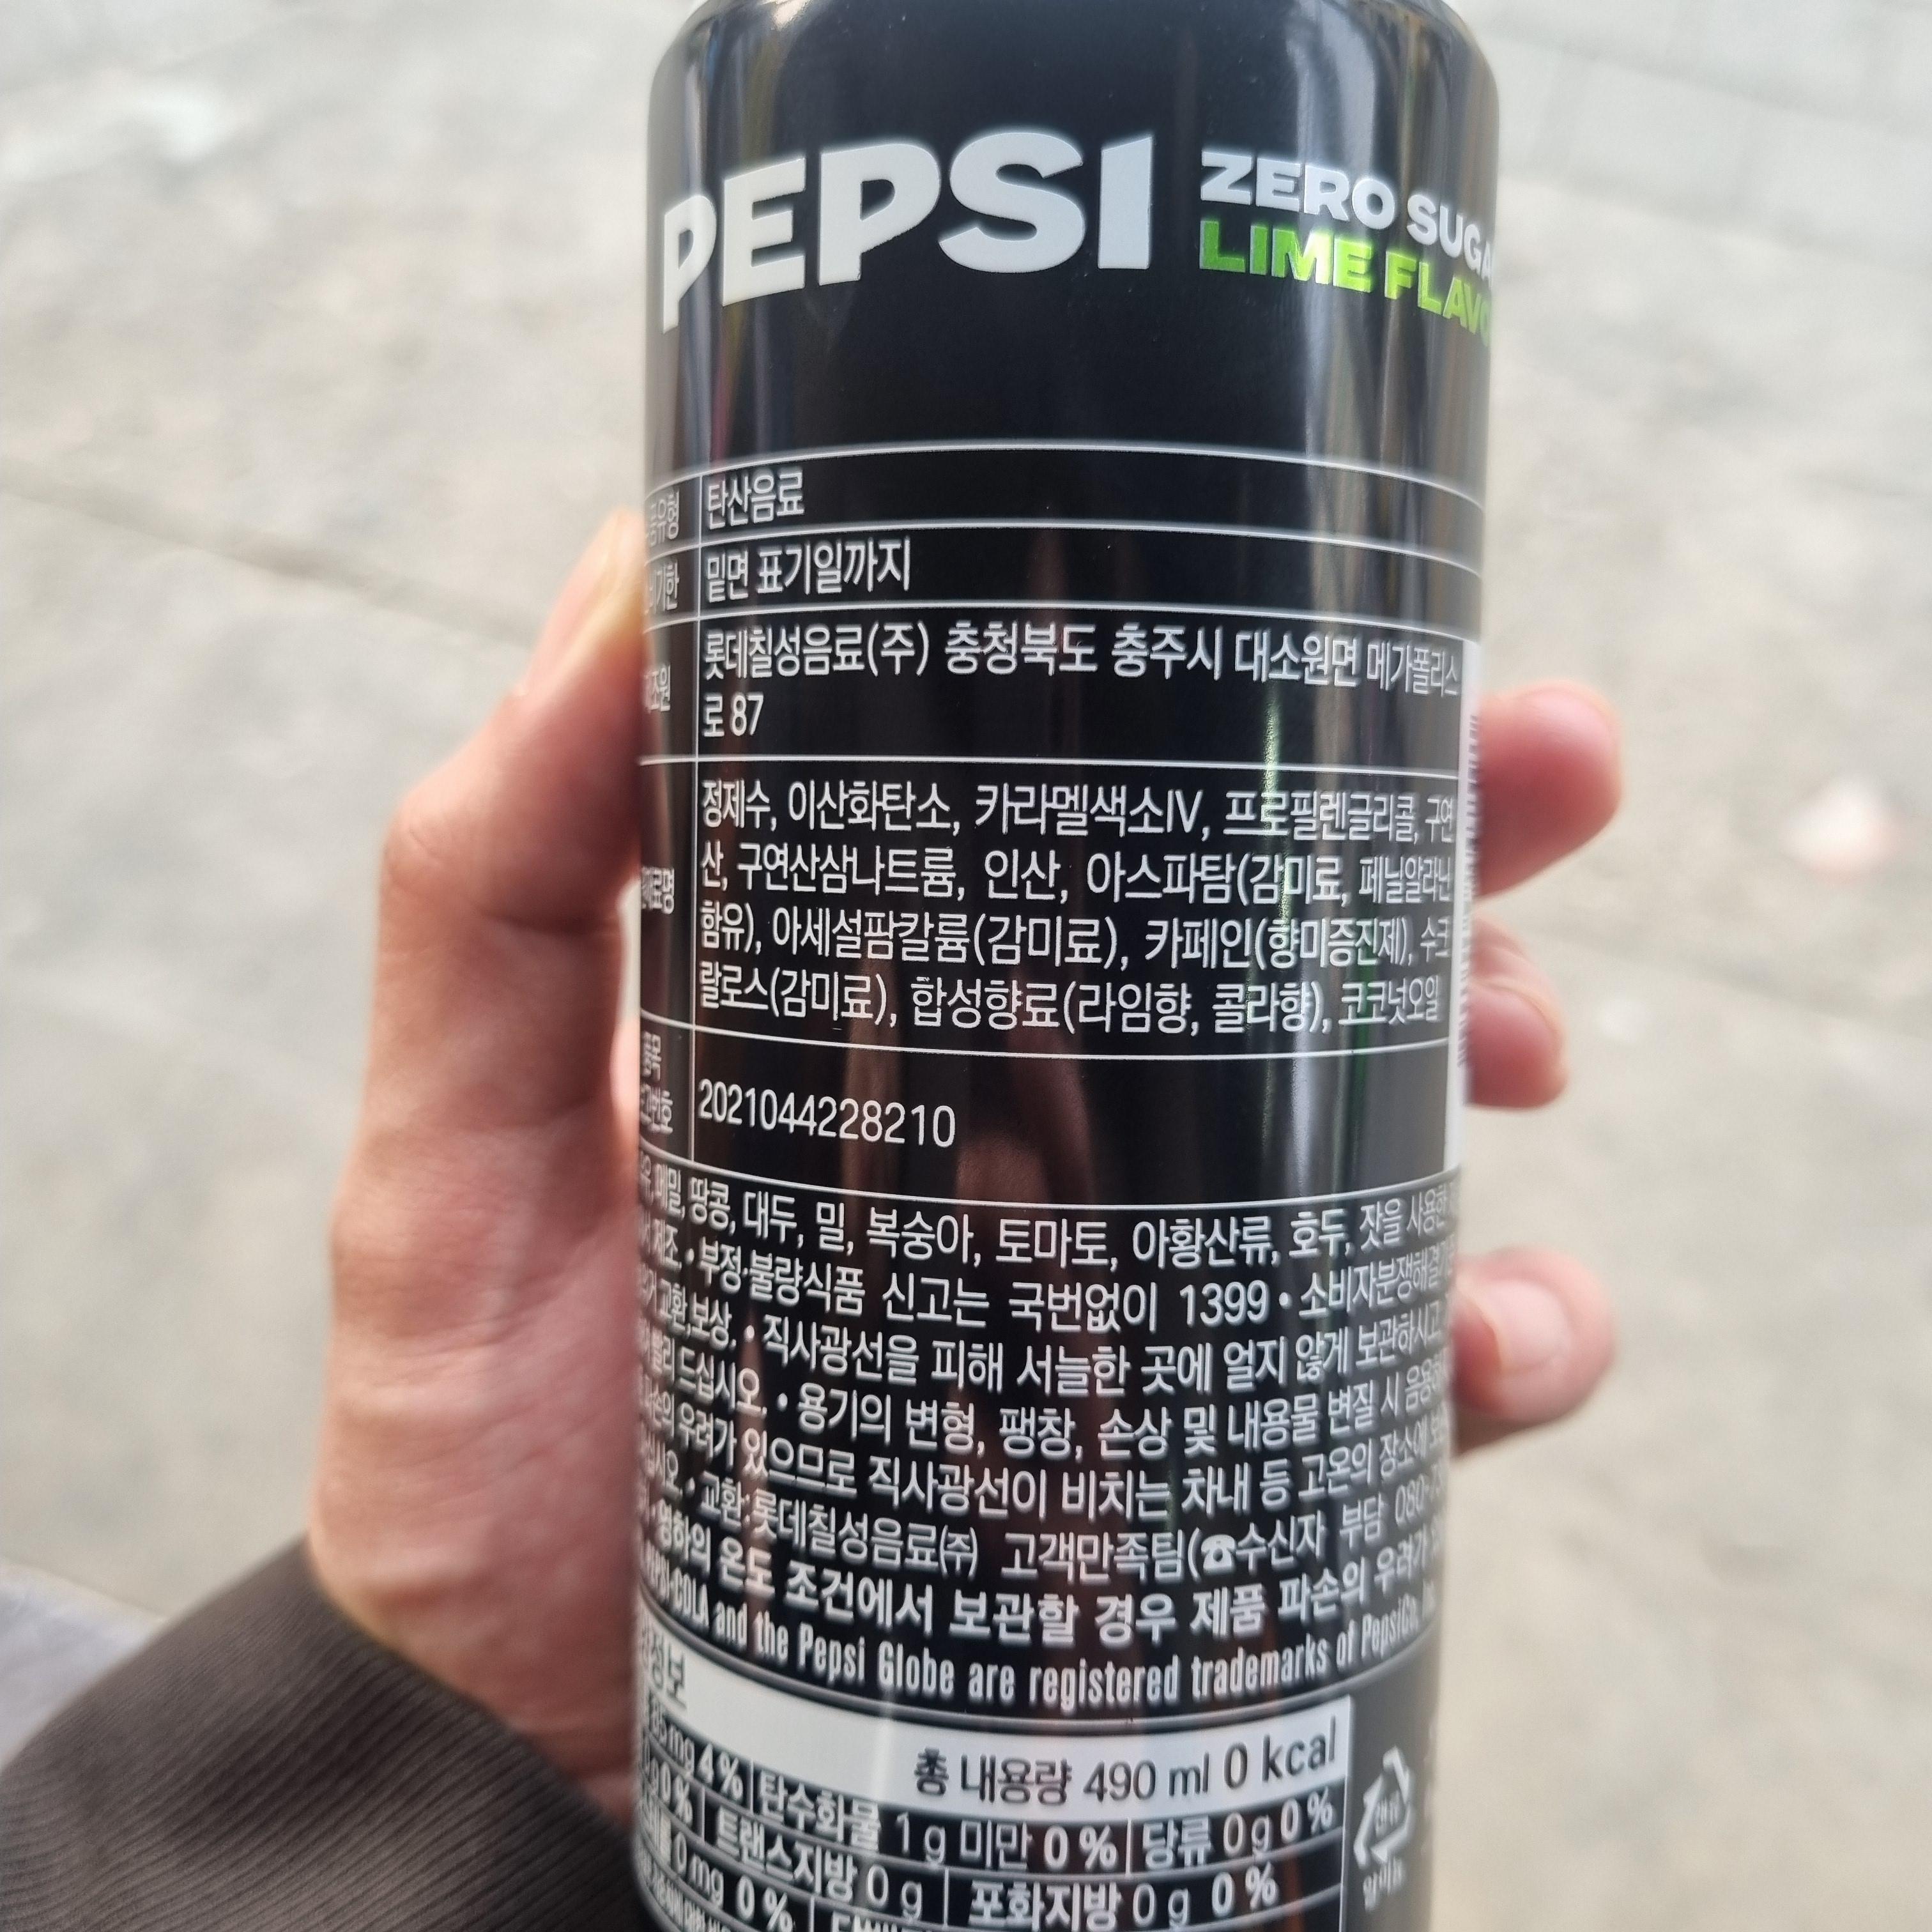 PEPSI ZERO SUGA
LIME FLAVO
탄산음료
밑면 표기일까지
롯데칠성음료(주) 충청북도 충주시 대소원면 메가폴리스
로 87
정제수, 이산화탄소, 카라멜색소IV, 프로필렌글리콜, 구연
산, 구연산삼나트륨, 인산, 아스파탐(감미료, 페닐알라닌
함유), 아세설팜칼륨(감미료), 카페인(향미증진제), 수크
랄로스(감미료), 합성향료(라임향, 콜라향), 코코넛오일
2021044228210
메밀, 땅콩, 대두, 밀, 복숭아, 토마토, 아황산류, 호두, 잣을 사용한
제조. • 부정·불량식품 신고는 국번없이 1399 • 소비자분쟁해결
교환,보상. • 직사광선을 피해 서늘한 곳에 얼지 않게 보관하시고,
드십시오. • 용기의 변형, 팽창, 손상 및 내용물 변질 시
우려가 있으므로 직사광선이 비치는 차내 등 고온의 장소에
• 교환:롯데칠성음료㈜ 고객만족팀(☎수신자 부담
영하의 온도 조건에서 보관할 경우 제품 파손의 우려가
PEPSI-COLA and the Pepsi Globe are registered trademarks of PepsiCo,
총 내용량 490 ml 0 kcal
4% 탄수화물 1g 미만 0% 당류 0g 0%
0% 트랜스지방 0g 포화지방 0g 0%
0mg 0%